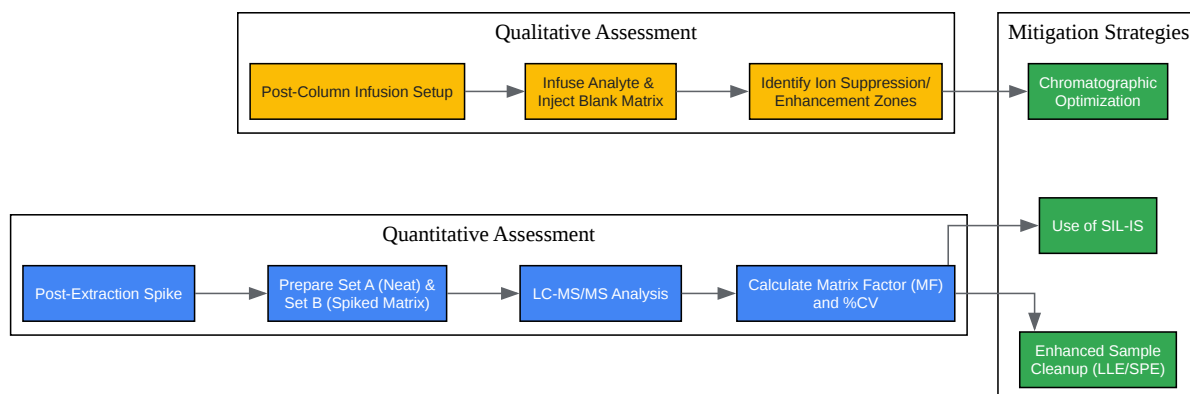 Qualitative Assessment
Post-Column Infusion Setup
Infuse Analyte &
Inject Blank Matrix
Identify Ion Suppression/
Enhancement Zones
Mitigation Strategies
Chromatographic
Optimization
Use of SIL-IS
Enhanced Sample
Cleanup (LLE/SPE)
Quantitative Assessment
Post-Extraction Spike
Prepare Set A (Neat) &
Set B (Spiked Matrix)
LC-MS/MS Analysis
Calculate Matrix Factor (MF)
and %CV